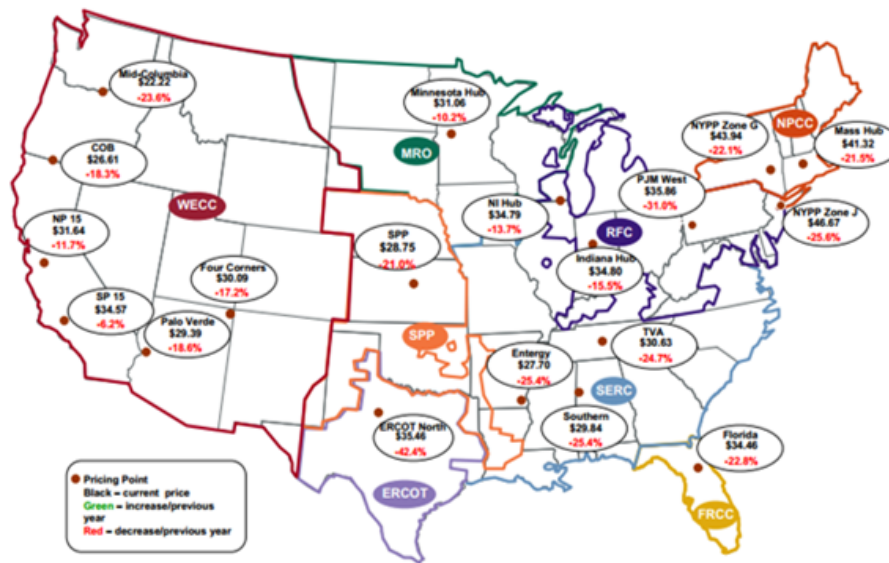 Mid-Columbia
$22.22
-23.6%
COB
$26.61
-18.3%
NP 15
$31.64
-11.7%
SP 15
$34.57
-6.2%
Palo Verde
$29.39
-18.6%
Four Corners
$30.09
-17.2%
WECC
Minnesota Hub
$31.06
-10.2%
MRO
SPP
$28.75
-21.0%
SPP
ERCOT North
$35.46
-42.4%
ERCOT
NI Hub
$34.79
-13.7%
RFC
Indiana Hub
$34.80
-15.5%
PJM West
$35.86
-31.0%
NYPP Zone G
$43.94
-22.1%
NPCC
Mass Hub
$41.32
-21.5%
NYPP Zone J
$46.67
-25.6%
TVA
$30.63
-24.7%
Entergy
$27.70
-25.4%
SERC
Southern
$29.84
-25.4%
Florida
$34.46
-22.8%
FRCC
Pricing Point
Black = current price
Green = increase/previous
year
Red = decrease/previous year